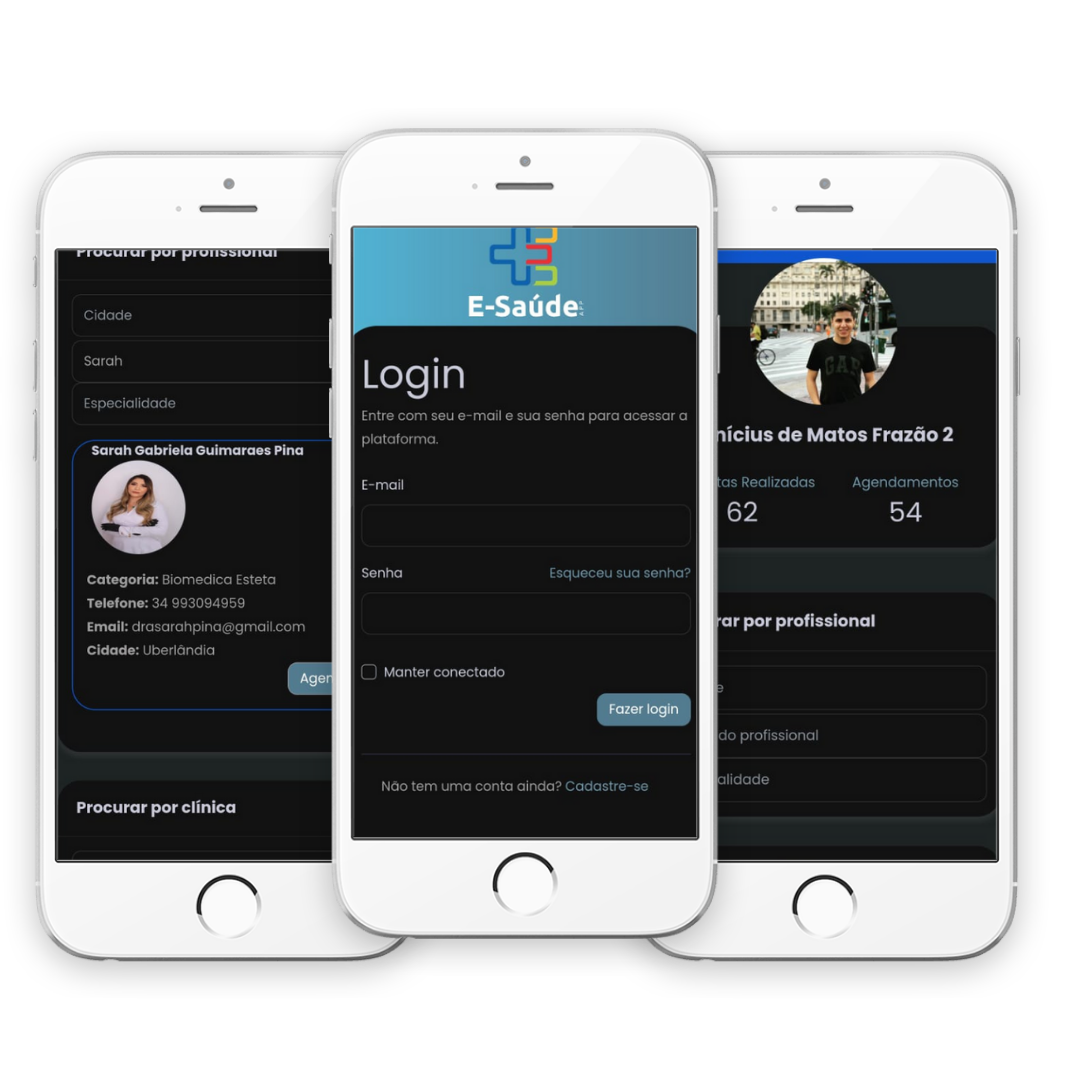 Procurar por profissional
Cidade
Sarah
Especialidade
Sarah Gabriela Guimaraes Pina
Categoria: Biomedica Esteta
Telefone: 34 993094959
Email: drasarahpina@gmail.com
Cidade: Uberlândia
Agen
Procurar por clínica
E-Saúde
APP
Login
Entre com seu e-mail e sua senha para acessar a
plataforma.
E-mail
Senha Esqueceu sua senha?
Manter conectado
Fazer login
Não tem uma conta ainda? Cadastre-se
GAP
nícius de Matos Frazão 2
tas Realizadas Agendamentos
62 54
rar por profissional
e
do profissional
alidade